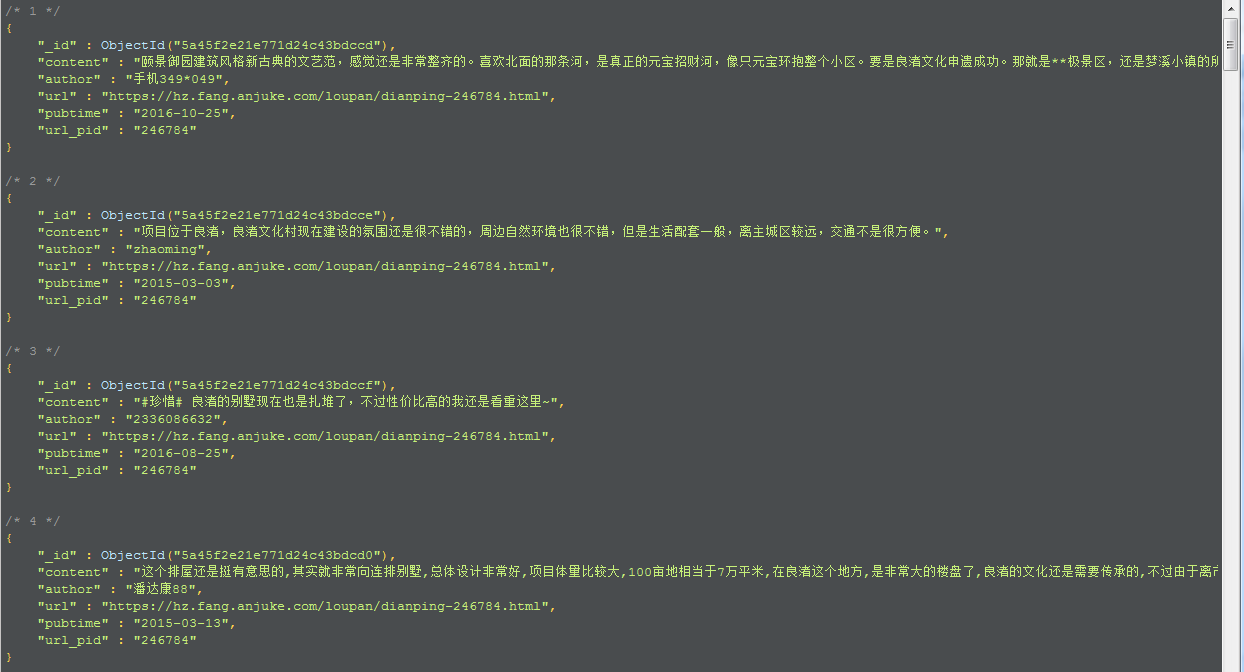 /* 1 */
{
"_id" : ObjectId("5a45f2e21e771d24c43bdccd"),
"content" : "颐景御园建筑风格新古典的文艺范，感觉还是非常整齐的。喜欢北面的那条河，是真正的元宝招财河，像只元宝环抱整个小区。要是良渚文化申遗成功。那就是**极景区，还是梦溪小镇的
"author" : "手机349*049",
"url" : "https://hz.fang.anjuke.com/loupan/dianping-246784.html",
"pubtime" : "2016-10-25",
"url_pid" : "246784"
}
/* 2 */
{
"_id" : ObjectId("5a45f2e21e771d24c43bdcce"),
"content" : "项目位于良渚，良渚文化村现在建设的氛围还是很不错的，周边自然环境也很不错，但是生活配套一般，离主城区较远，交通不是很方便。",
"author" : "zhaoming",
"url" : "https://hz.fang.anjuke.com/loupan/dianping-246784.html",
"pubtime" : "2015-03-03",
"url_pid" : "246784"
}
/* 3 */
{
"_id" : ObjectId("5a45f2e21e771d24c43bdccf"),
"content" : "#珍惜# 良渚的别墅现在也是扎堆了，不过性价比高的我还是看重这里~",
"author" : "2336086632",
"url" : "https://hz.fang.anjuke.com/loupan/dianping-246784.html",
"pubtime" : "2016-08-25",
"url_pid" : "246784"
}
/* 4 */
{
"_id" : ObjectId("5a45f2e21e771d24c43bdcd0"),
"content" : "这个排屋还是挺有意思的,其实就非常向连排别墅,总体设计非常好,项目体量比较大,100亩地相当于7万平米,在良渚这个地方,是非常大的楼盘了,良渚的文化还是需要传承的,不过由于离
"author" : "潘达康88",
"url" : "https://hz.fang.anjuke.com/loupan/dianping-246784.html",
"pubtime" : "2015-03-13",
"url_pid" : "246784"
}